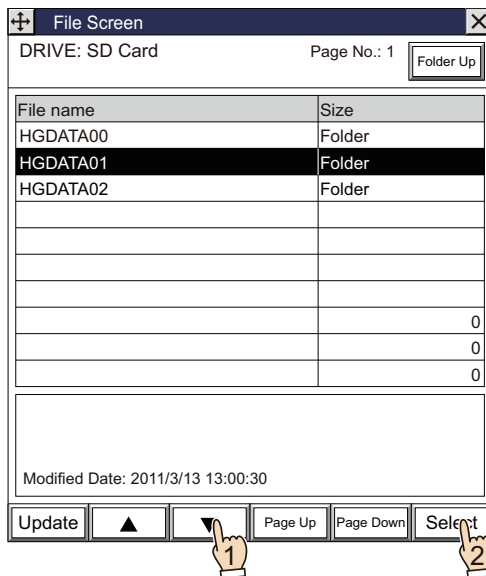 File Screen
DRIVE: SD Card Page No.: 1 Folder Up
File name Size
HGDATA00 Folder
HGDATA01 Folder
HGDATA02 Folder
0
0
0
Modified Date: 2011/3/13 13:00:30
Update ▲ ▼ Page Up Page Down Select
1 2